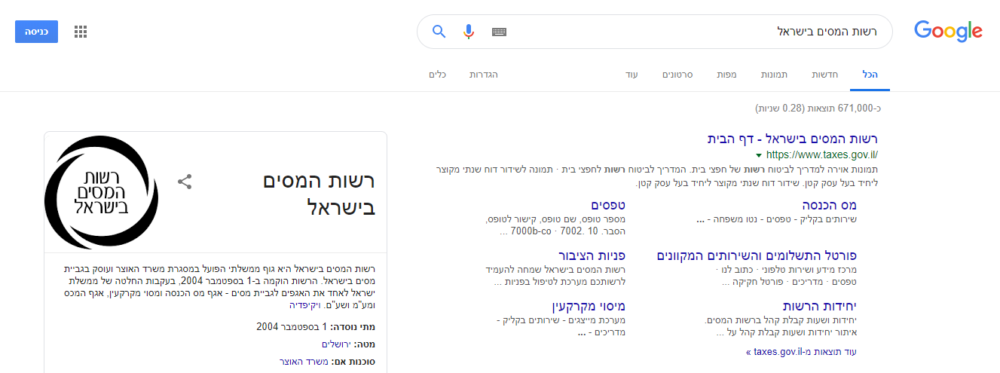 Google
רשות המסים בישראל
כניסה
הכל
חדשות
תמונות
מפות
סרטונים
עוד
הגדרות
כלים
כ-671,000 תוצאות (0.28 שניות)
רשות המסים בישראל - דף הבית
https://www.taxes.gov.il/
תמונות אוירה למדריך לביטוח רשות של חפצי בית. המדריך לביטוח רשות לחפצי בית · תמונה לשידור דוח שנתי מקוצר
ליחיד בעל עסק קטן. שידור דוח שנתי מקוצר ליחיד בעל עסק קטן.
מס הכנסה
שירותים בקליק - טפסים - נטו משפחה - ...
טפסים
מספר טופס, שם טופס, קישור לטופס,
הסבר. 10 .7002 · 7000b-co ...
פורטל התשלומים והשירותים המקוונים
מרכז מידע ושירות טלפוני · כתוב לנו ·
טפסים · מדריכים · פורטל חקיקה ...
פניות הציבור
רשות המסים בישראל שמחה להעמיד
לרשותכם מערכת לטיפול בפניות ...
יחידות הרשות
יחידות ושעות קבלת קהל ברשות המסים.
איתור יחידות ושעות קבלת קהל על ...
מיסוי מקרקעין
מערכת מייצגים - שירותים בקליק -
מדריכים - ...
עוד תוצאות מ-taxes.gov.il »
רשות המסים
בישראל
רשות
המסים
בישראל
רשות המסים בישראל היא גוף ממשלתי הפועל במסגרת משרד האוצר ועוסק בגביית
מסים בישראל. הרשות הוקמה ב-1 בספטמבר 2004, בעקבות החלטה של ממשלת
ישראל לאחד את האגפים לגביית מסים - אגף מס הכנסה ומסוי מקרקעין, אגף המכס
ומע"מ ושע"ם. ויקיפדיה
מתי נוסדה: 1 בספטמבר 2004
מטה: ירושלים
סוכנות אם: משרד האוצר